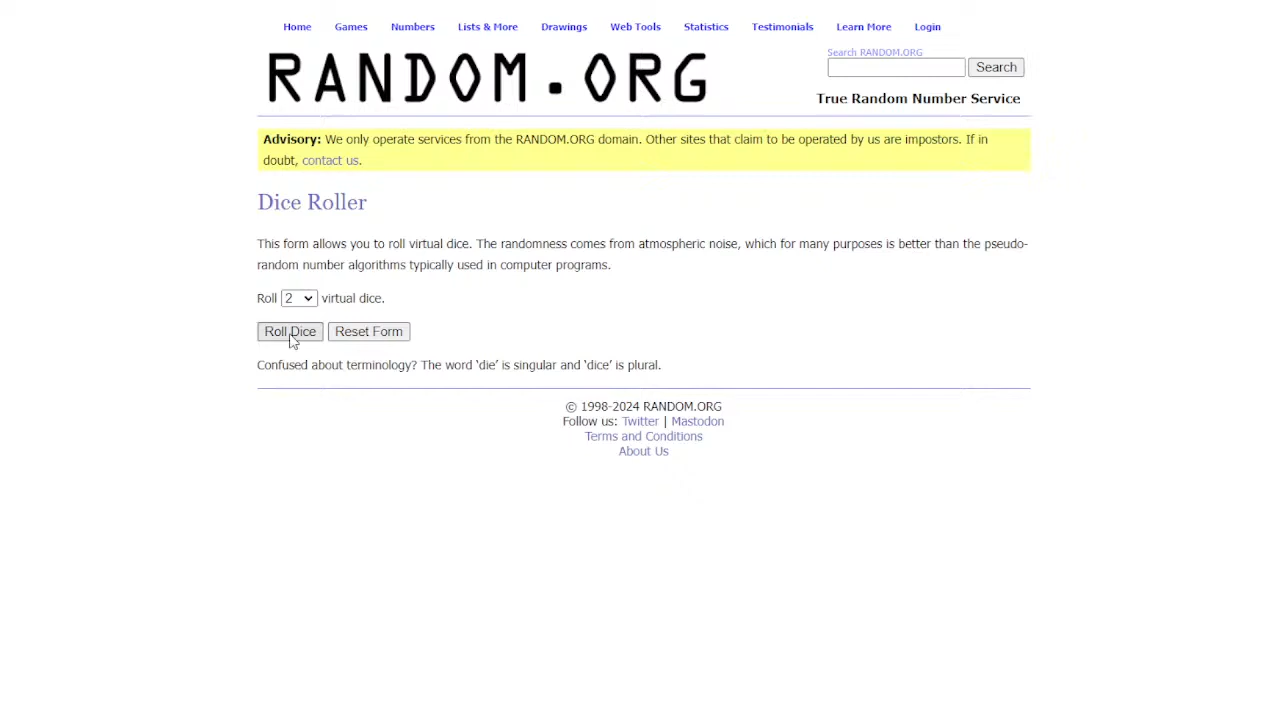 Home Games Numbers Lists & More Drawings Web Tools Statistics Testimonials Learn More Login
RANDOM.ORG
Search RANDOM.ORG
Search
True Random Number Service
Advisory: We only operate services from the RANDOM.ORG domain. Other sites that claim to be operated by us are impostors. If in
doubt, contact us.
Dice Roller
This form allows you to roll virtual dice. The randomness comes from atmospheric noise, which for many purposes is better than the pseudo-
random number algorithms typically used in computer programs.
Roll 2 virtual dice.
Roll Dice Reset Form
Confused about terminology? The word ‘die’ is singular and ‘dice’ is plural.
© 1998-2024 RANDOM.ORG
Follow us: Twitter | Mastodon
Terms and Conditions
About Us